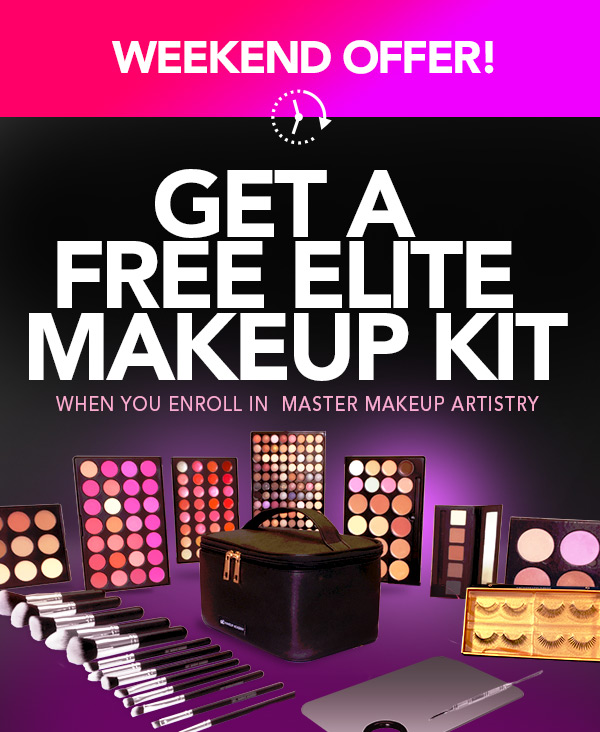 WEEKEND OFFER!
GET A
FREE ELITE
MAKEUP KIT
WHEN YOU ENROLL IN MASTER MAKEUP ARTISTRY